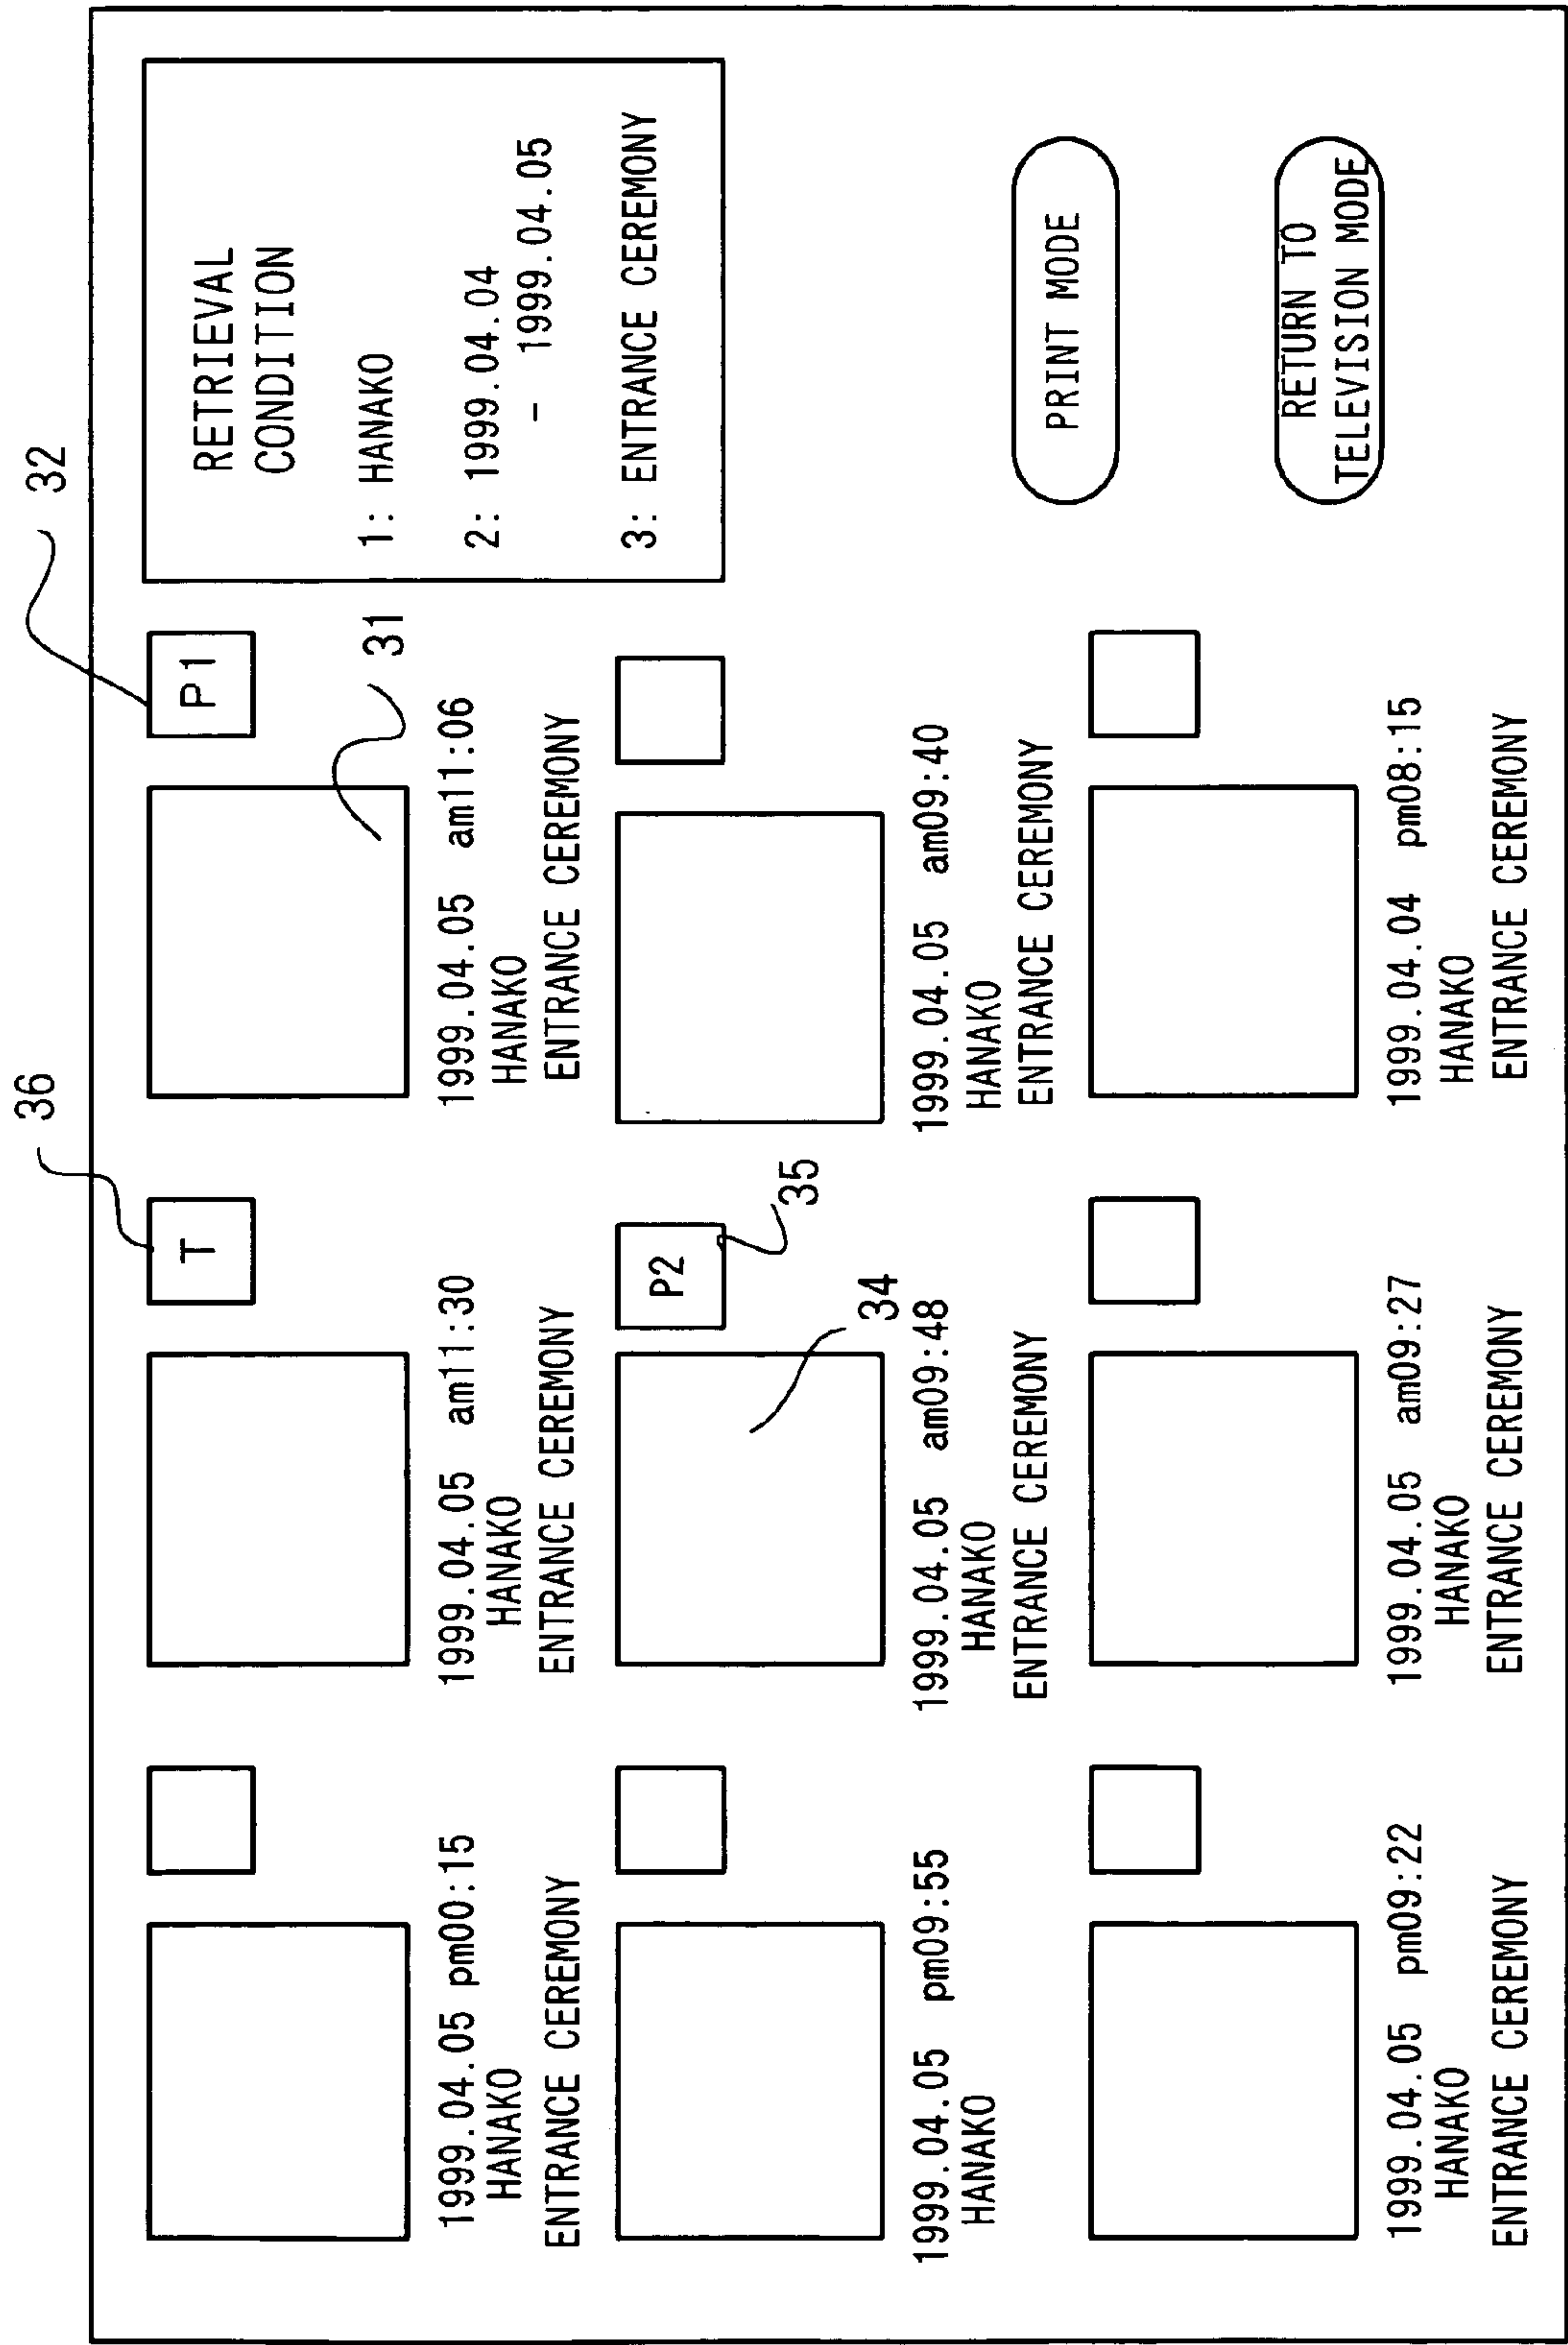 36
32
T
P1
31
1999.04.05 pm00:15
HANAKO
ENTRANCE CEREMONY
1999.04.05 am11:30
HANAKO
ENTRANCE CEREMONY
1999.04.05 am11:06
HANAKO
ENTRANCE CEREMONY
P2
35
34
1999.04.05 pm09:55
HANAKO
1999.04.05 am09:48
HANAKO
ENTRANCE CEREMONY
1999.04.05 am09:40
HANAKO
ENTRANCE CEREMONY
1999.04.05 pm09:22
HANAKO
ENTRANCE CEREMONY
1999.04.05 am09:27
HANAKO
ENTRANCE CEREMONY
1999.04.04 pm08:15
HANAKO
ENTRANCE CEREMONY
RETRIEVAL
CONDITION
1: HANAKO
2: 1999.04.04
- 1999.04.05
3: ENTRANCE CEREMONY
PRINT MODE
RETURN TO
TELEVISION MODE